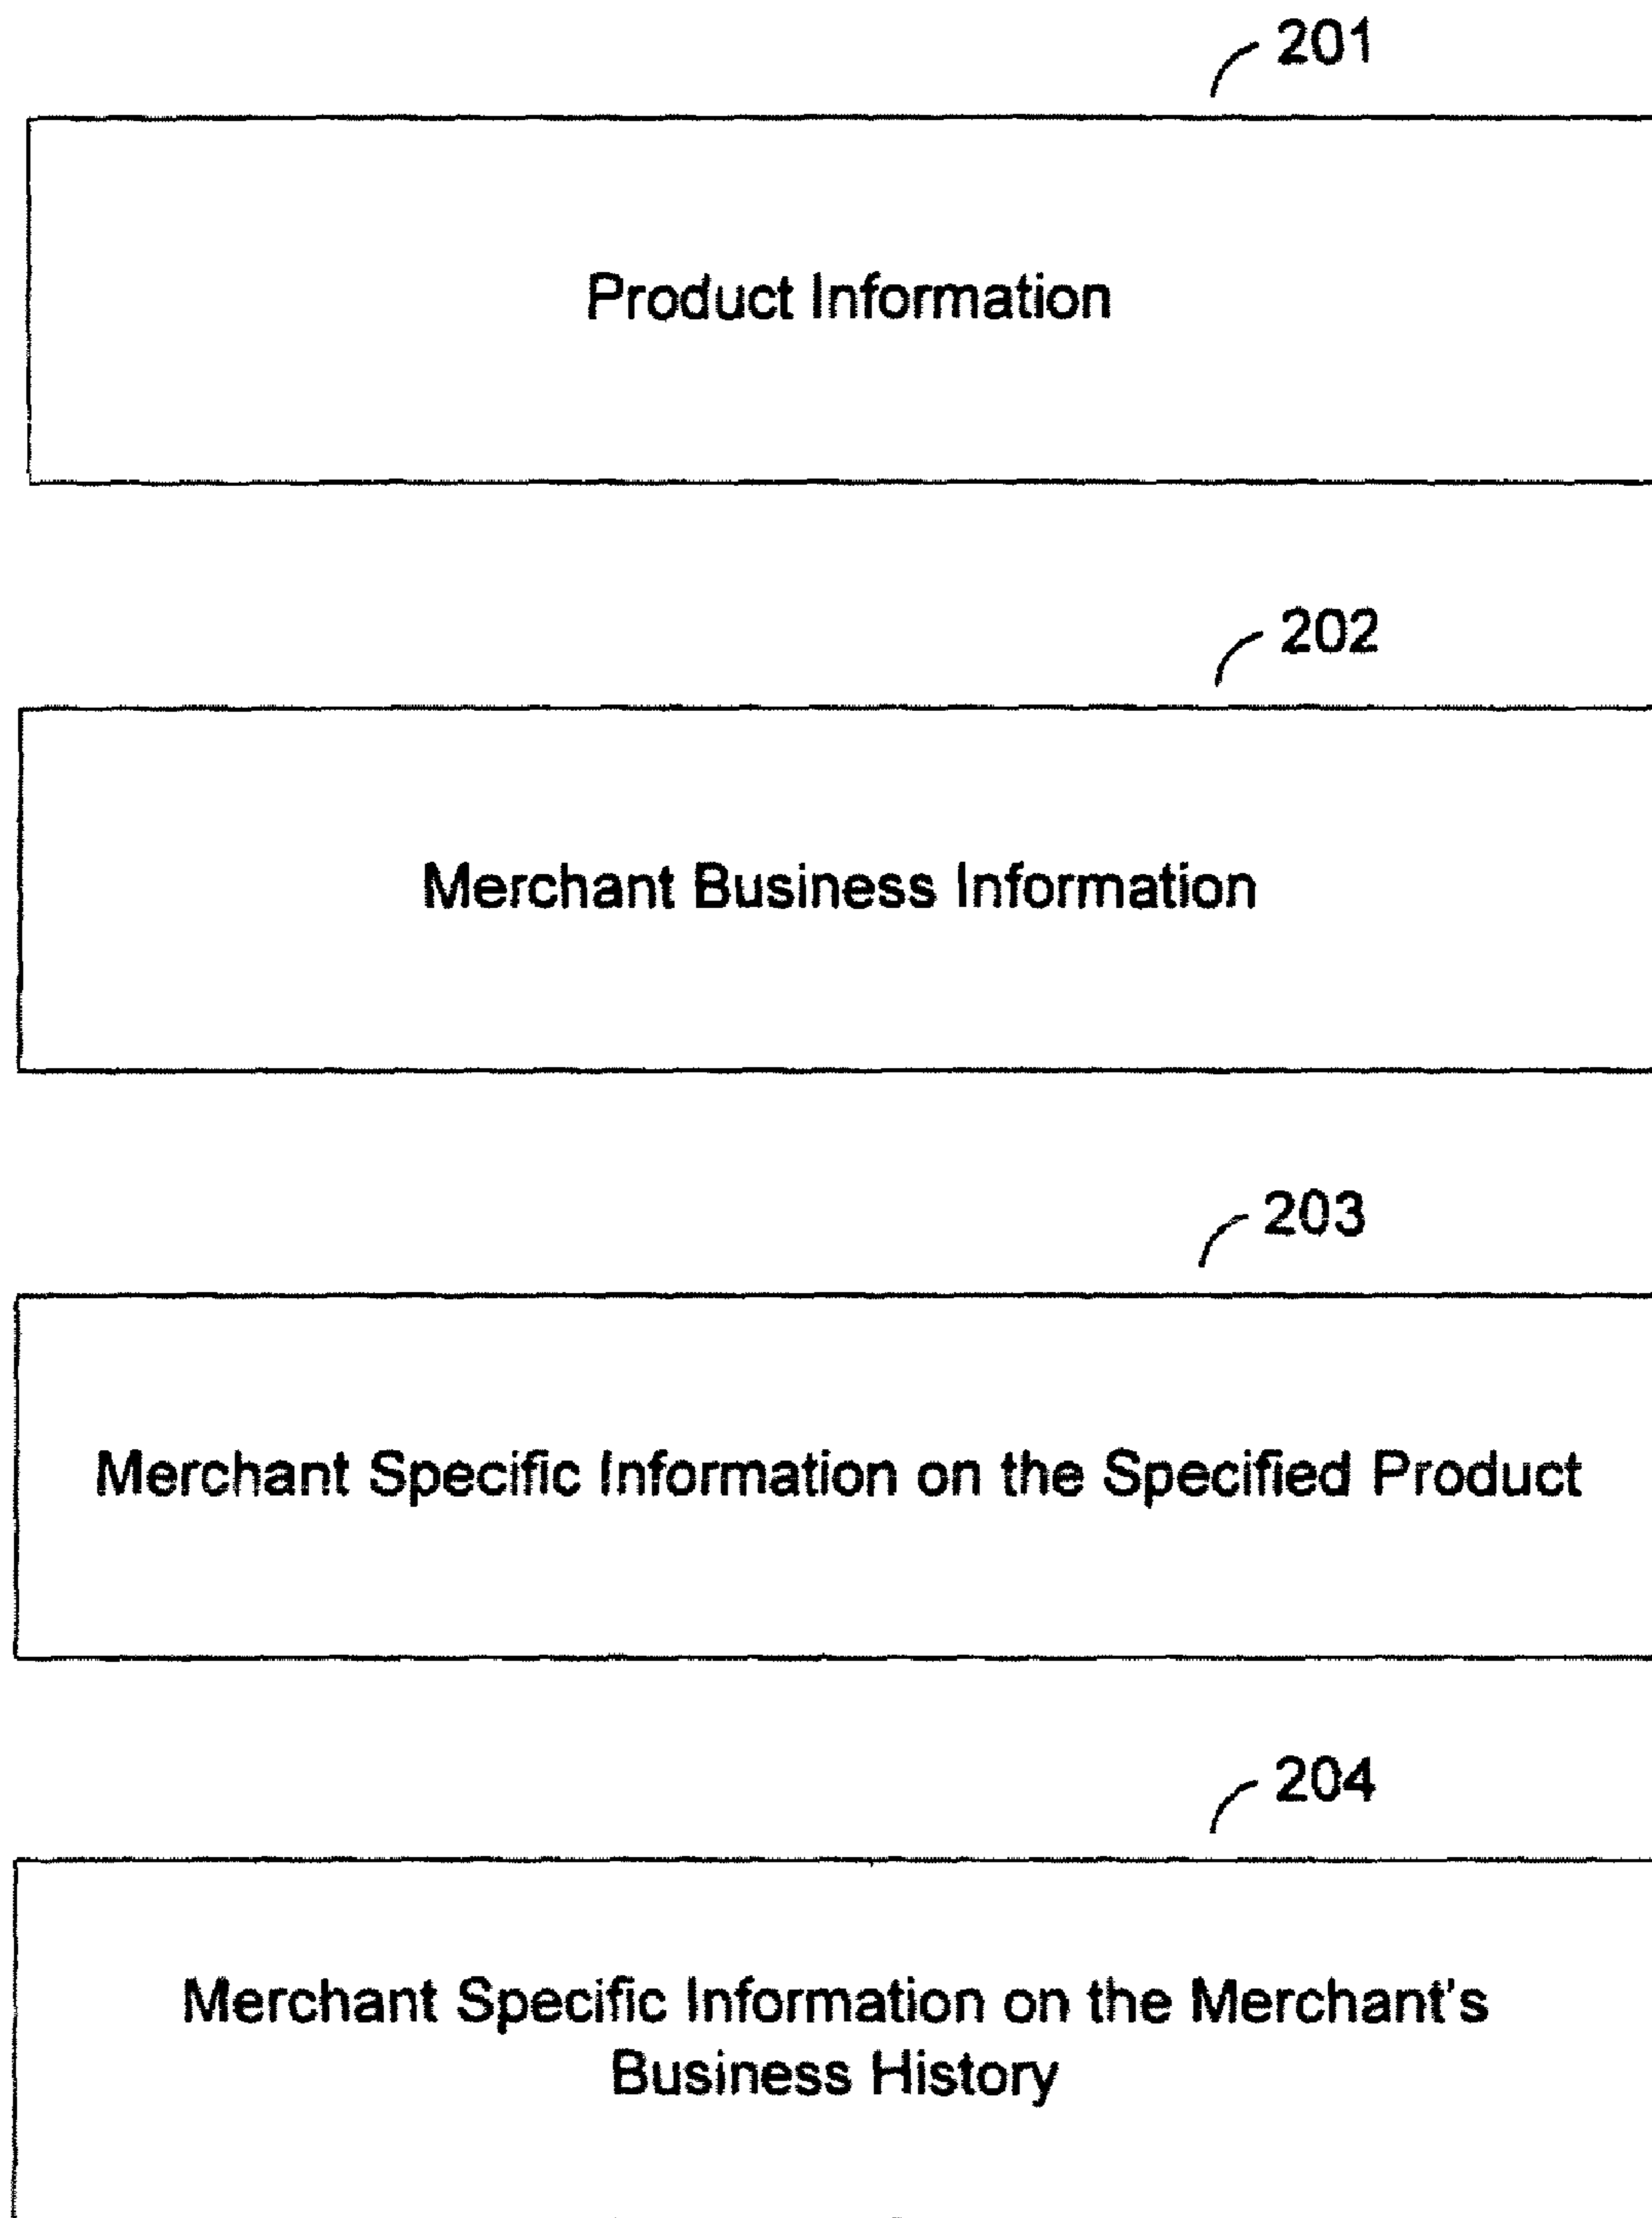 201
Product Information
202
Merchant Business Information
203
Merchant Specific Information on the Specified Product
204
Merchant Specific Information on the Merchant's
Business History